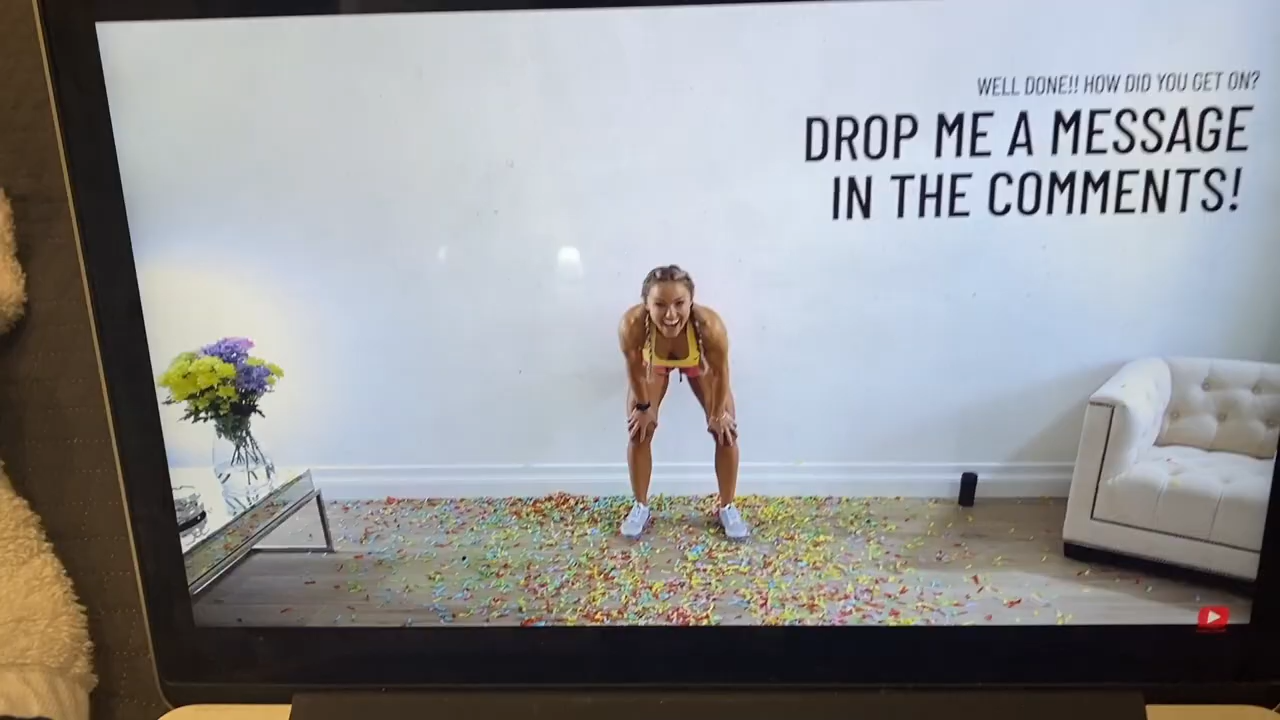 WELL DONE!! HOW DID YOU GET ON?
DROP ME A MESSAGE
IN THE COMMENTS!